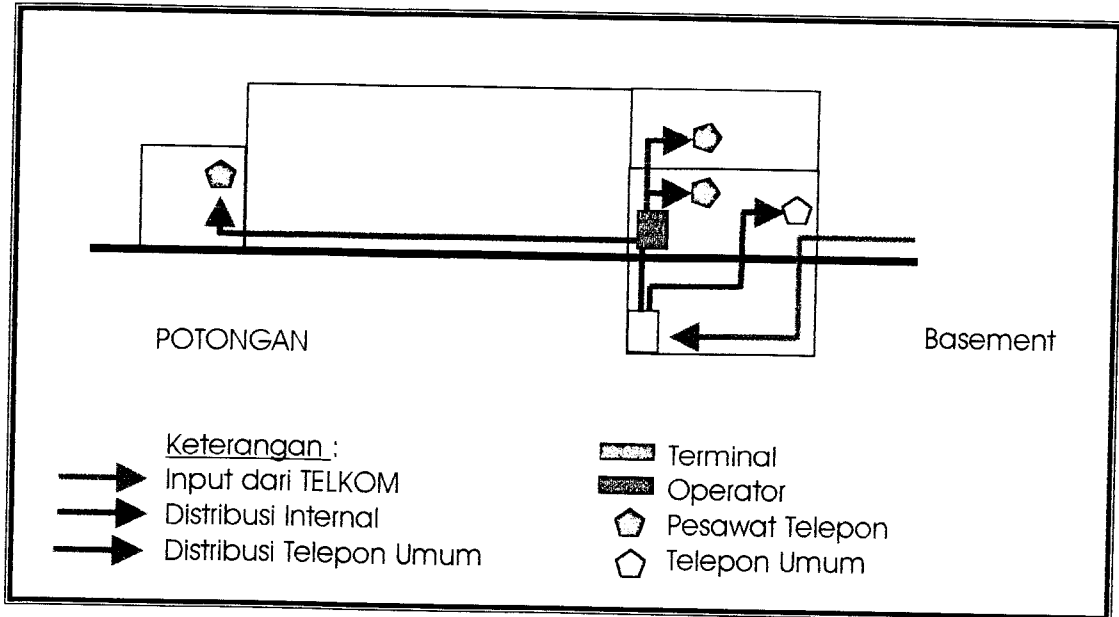 POTONGAN
Basement
Keterangan :
Input dari TELKOM
Distribusi Internal
Distribusi Telepon Umum
Terminal
Operator
Pesawat Telepon
Telepon Umum